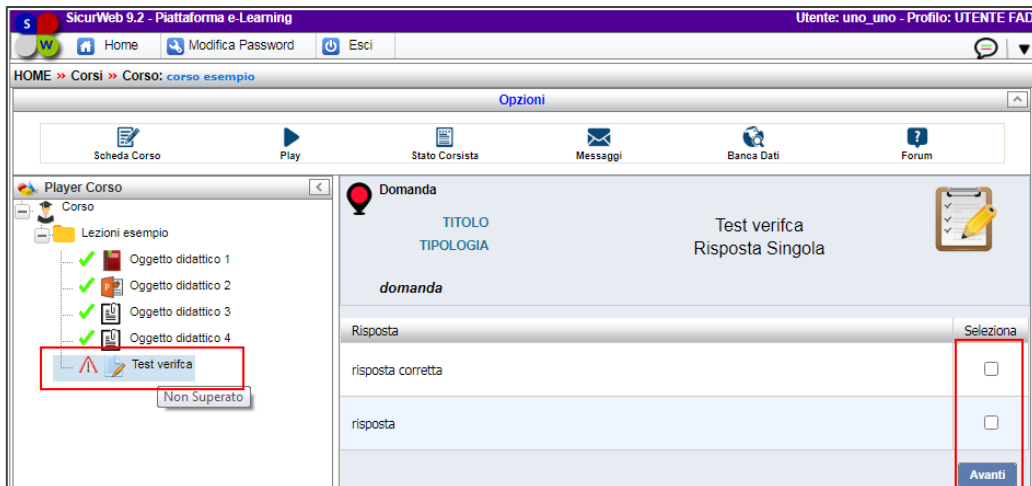 SicurWeb 9.2 - Piattaforma e-Learning
Utente: uno_uno - Profilo: UTENTE FAD
S
W
Home
Modifica Password
Esci
HOME » Corsi » Corso: corso esempio
Opzioni
Scheda Corso
Play
Stato Corsista
Messaggi
Banca Dati
Forum
Player Corso
Corso
Lezioni esempio
Oggetto didattico 1
Oggetto didattico 2
Oggetto didattico 3
Oggetto didattico 4
Test verifca
Non Superato
Domanda
TITOLO Test verifca
TIPOLOGIA Risposta Singola
domanda
Risposta Seleziona
risposta corretta
risposta
Avanti